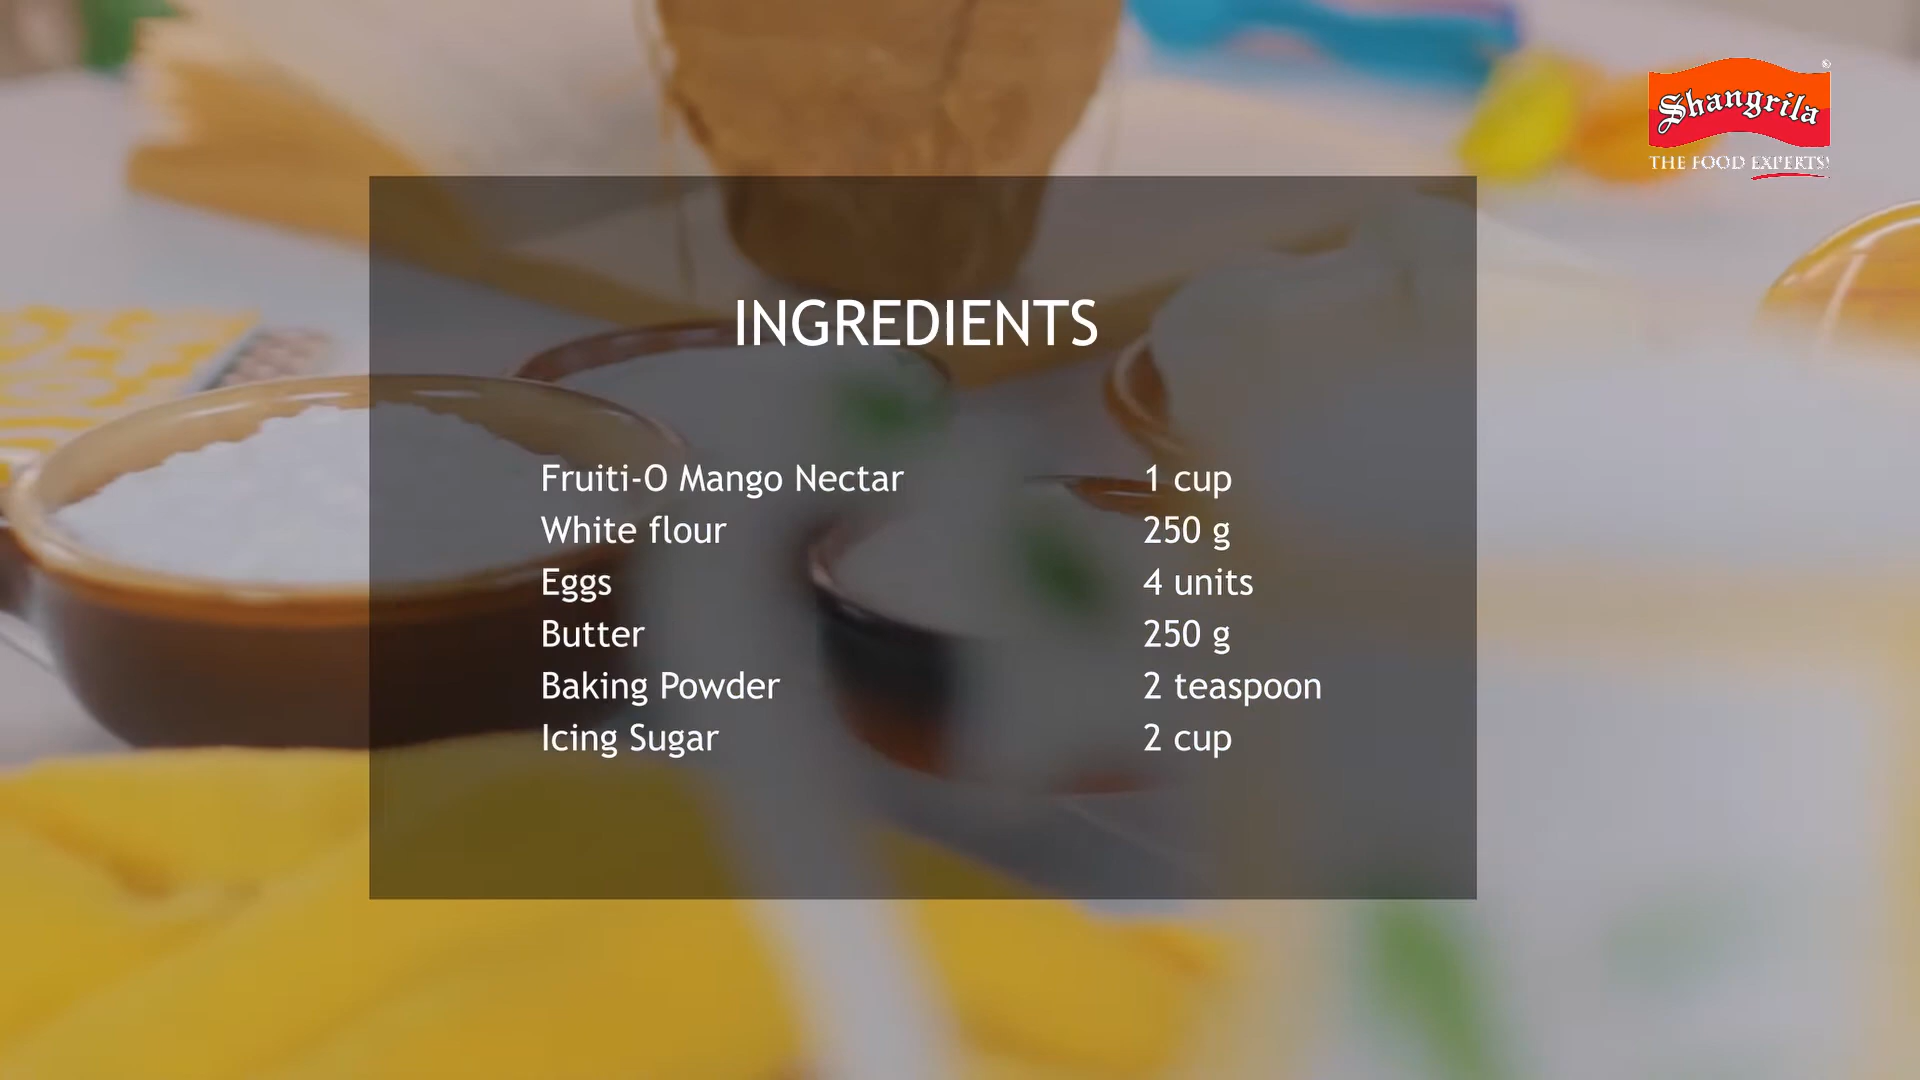 Shangrila
THE FOOD EXPERTS!
INGREDIENTS
Fruiti-O Mango Nectar 1 cup
White flour 250 g
Eggs 4 units
Butter 250 g
Baking Powder 2 teaspoon
Icing Sugar 2 cup